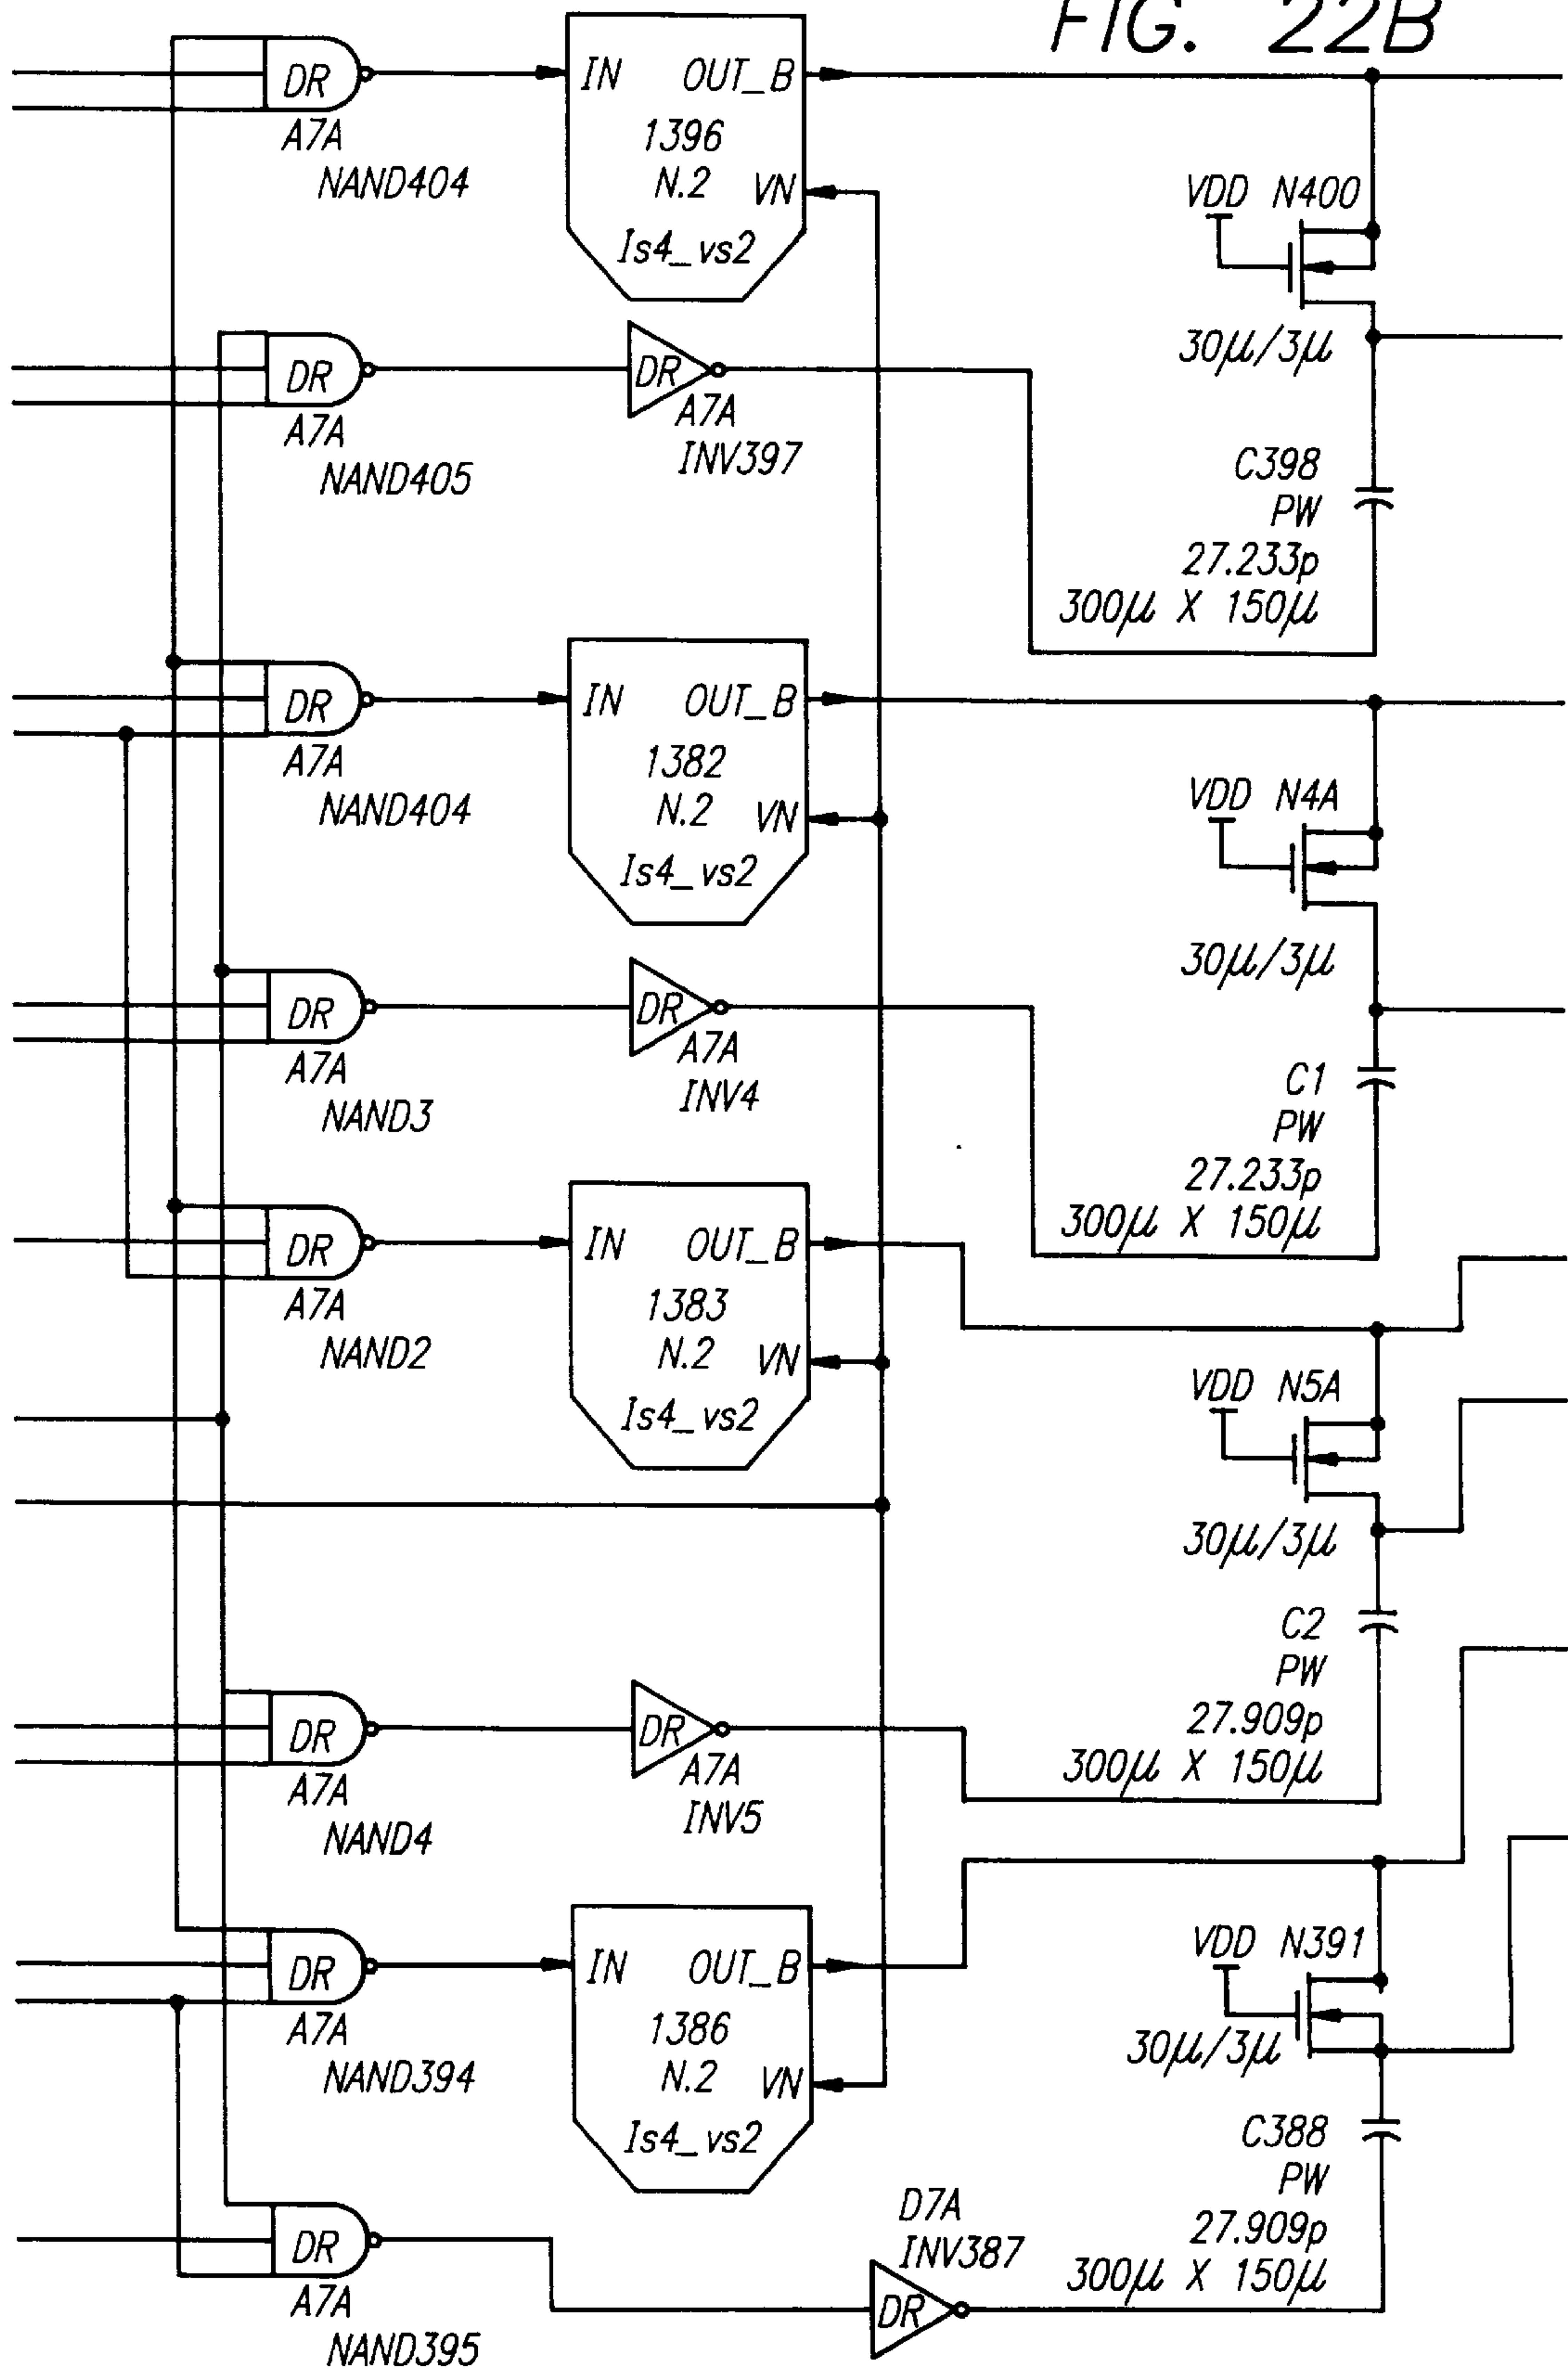 FIG. 22B
DR
A7A
NAND404
IN OUT_B
1396
N.2 VN
Is4_vs2
VDD N400
30μ/3μ
DR
A7A
NAND405
DR
A7A
INV397
C398
PW
27.233p
300μ X 150μ
DR
A7A
NAND404
IN OUT_B
1382
N.2 VN
Is4_vs2
VDD N4A
30μ/3μ
DR
A7A
NAND3
DR
A7A
INV4
C1
PW
27.233p
300μ X 150μ
DR
A7A
NAND2
IN OUT_B
1383
N.2 VN
Is4_vs2
VDD N5A
30μ/3μ
DR
A7A
NAND4
DR
A7A
INV5
C2
PW
27.909p
300μ X 150μ
DR
A7A
NAND394
IN OUT_B
1386
N.2 VN
Is4_vs2
VDD N391
30μ/3μ
DR
A7A
NAND395
D7A
INV387
DR
C388
PW
27.909p
300μ X 150μ